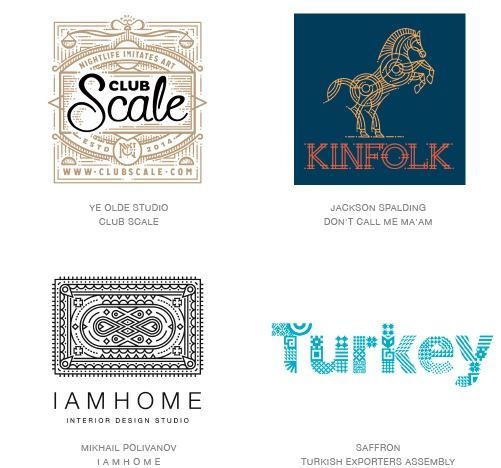 NIGHTLIFE IMITATES ART
CLUB
Scale
ESTD 2014
WWW·CLUBSCALE·COM
YE OLDE STUDIO
CLUB SCALE
KINFOLK
JACKSON SPALDING
DON'T CALL ME MA'AM
IAMHOME
INTERIOR DESIGN STUDIO
MIKHAIL POLIVANOV
I A M H O M E
Turkey
SAFFRON
TURKISH EXPORTERS ASSEMBLY